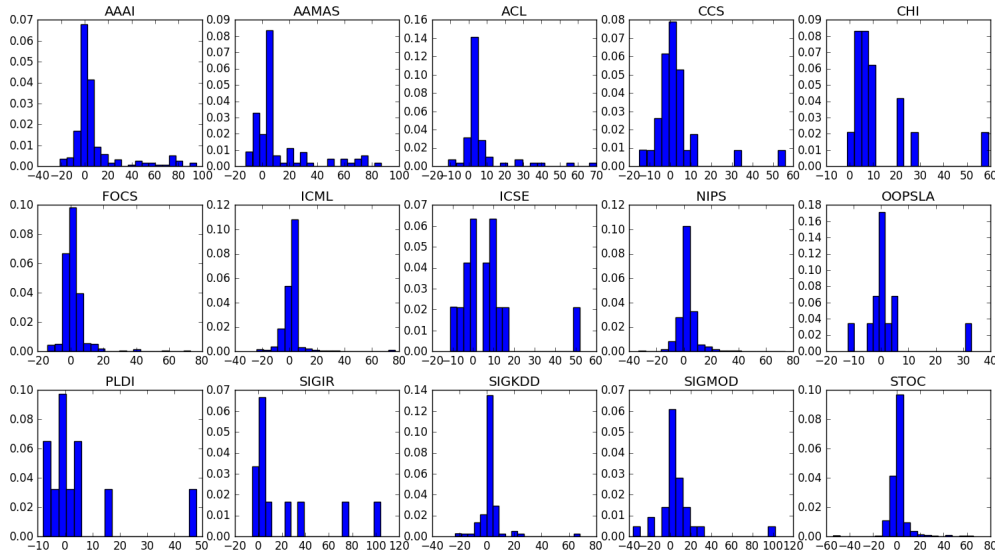 AAAI AAMAS ACL CCS CHI
0.07 0.09 0.16 0.08 0.09
0.06 0.08 0.14 0.07 0.08
0.05 0.07 0.12 0.06 0.07
0.04 0.06 0.10 0.05 0.06
0.03 0.05 0.08 0.04 0.05
0.02 0.04 0.06 0.03 0.04
0.01 0.03 0.04 0.02 0.03
0.00 0.02 0.02 0.01 0.02
0.01 0.00 0.00 0.01
0.00 0.00
−40 −20 0 20 40 60 80 100 −20 0 20 40 60 80 100 −20 −10 0 10 20 30 40 50 60 70 −20 −10 0 10 20 30 40 50 60 −10 0 10 20 30 40 50 60
FOCS ICML ICSE NIPS OOPSLA
0.10 0.12 0.07 0.12 0.18
0.08 0.10 0.06 0.10 0.16
0.06 0.08 0.05 0.08 0.14
0.04 0.06 0.04 0.06 0.12
0.02 0.04 0.03 0.04 0.10
0.00 0.02 0.02 0.02 0.08
0.00 0.01 0.00 0.06
0.00 0.04
0.02
0.00
−20 0 20 40 60 80 −40 −20 0 20 40 60 80 −20 −10 0 10 20 30 40 50 60 −40 −20 0 20 40 60 80 −20 −10 0 10 20 30 40
PLDI SIGIR SIGKDD SIGMOD STOC
0.10 0.07 0.14 0.07 0.10
0.08 0.06 0.12 0.06 0.08
0.06 0.05 0.10 0.05 0.06
0.04 0.04 0.08 0.04 0.04
0.02 0.03 0.06 0.03 0.02
0.00 0.02 0.04 0.02 0.00
0.01 0.02 0.01
0.00 0.00 0.00
−10 0 10 20 30 40 50 −20 0 20 40 60 80 100 120 −40 −20 0 20 40 60 80 −40 −20 0 20 40 60 80 100 120 −60 −40 −20 0 20 40 60 80